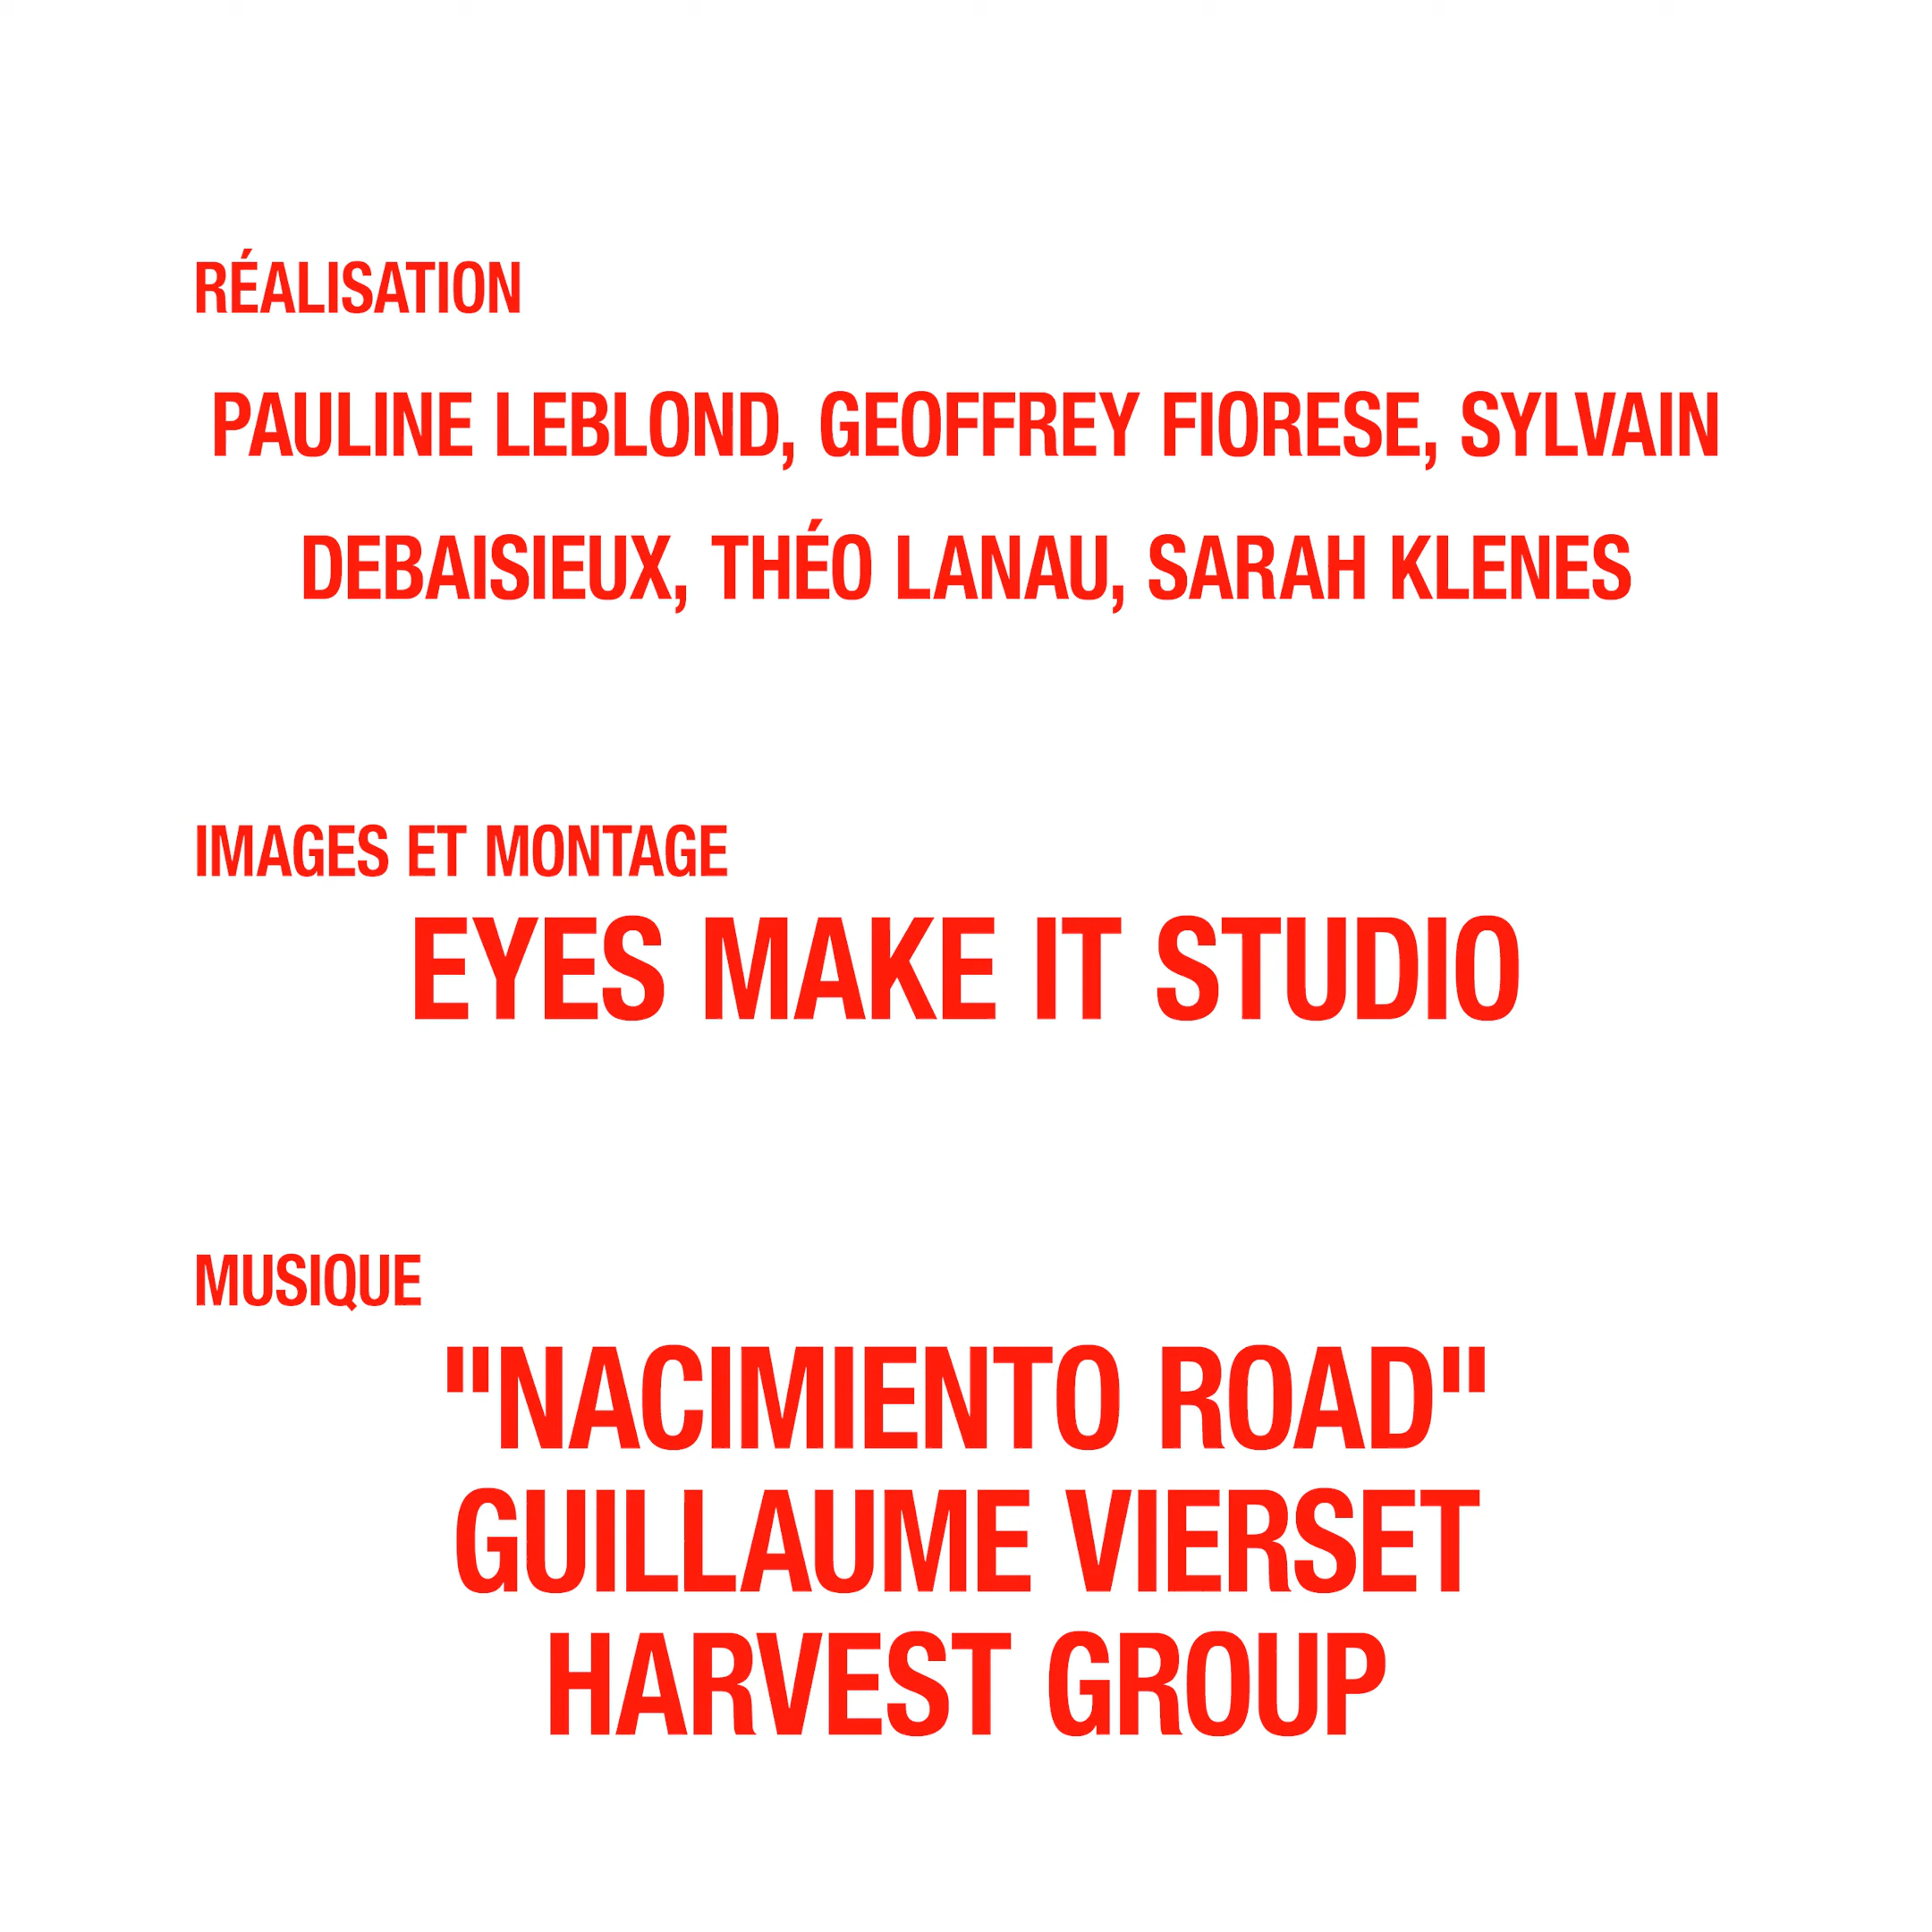 RÉALISATION
PAULINE LEBLOND, GEOFFREY FIORESE, SYLVAIN
DEBAISIEUX, THÉO LANAU, SARAH KLENES
IMAGES ET MONTAGE
EYES MAKE IT STUDIO
MUSIQUE
"NACIMIENTO ROAD"
GUILLAUME VIERSET
HARVEST GROUP